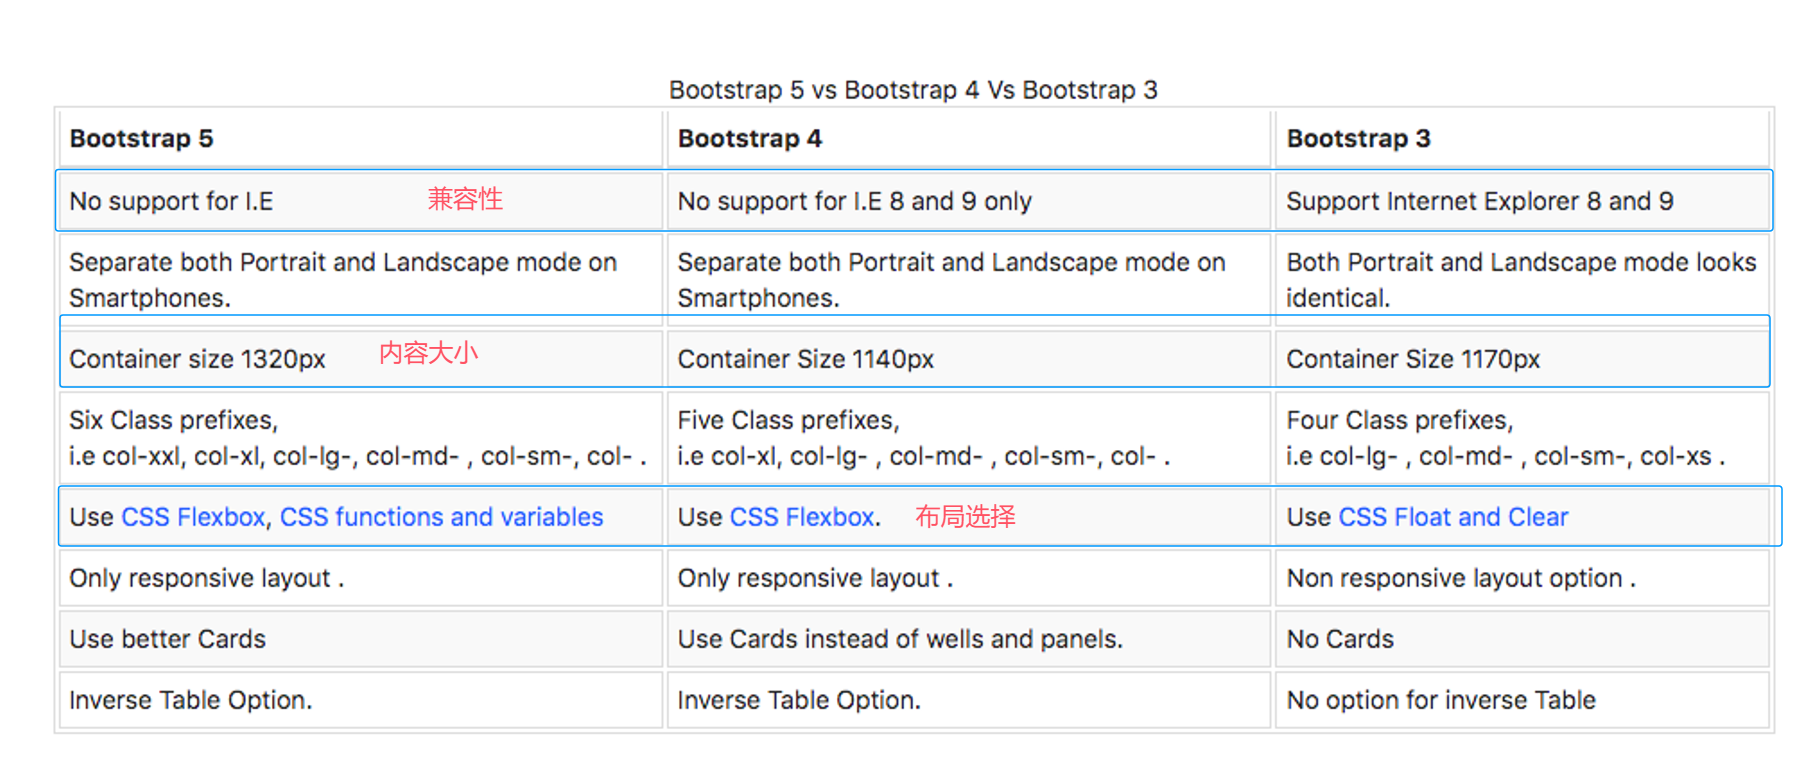 Bootstrap 5 vs Bootstrap 4 Vs Bootstrap 3
Bootstrap 5
Bootstrap 4
Bootstrap 3
No support for I.E
兼容性
No support for I.E 8 and 9 only
Support Internet Explorer 8 and 9
Separate both Portrait and Landscape mode on
Smartphones.
Separate both Portrait and Landscape mode on
Smartphones.
Both Portrait and Landscape mode looks
identical.
Container size 1320px
内容大小
Container Size 1140px
Container Size 1170px
Six Class prefixes,
i.e col-xxl, col-xl, col-lg-, col-md- , col-sm-, col- .
Five Class prefixes,
i.e col-xl, col-lg- , col-md- , col-sm-, col- .
Four Class prefixes,
i.e col-lg- , col-md- , col-sm-, col-xs .
Use CSS Flexbox, CSS functions and variables
Use CSS Flexbox.
布局选择
Use CSS Float and Clear
Only responsive layout .
Only responsive layout .
Non responsive layout option .
Use better Cards
Use Cards instead of wells and panels.
No Cards
Inverse Table Option.
Inverse Table Option.
No option for inverse Table